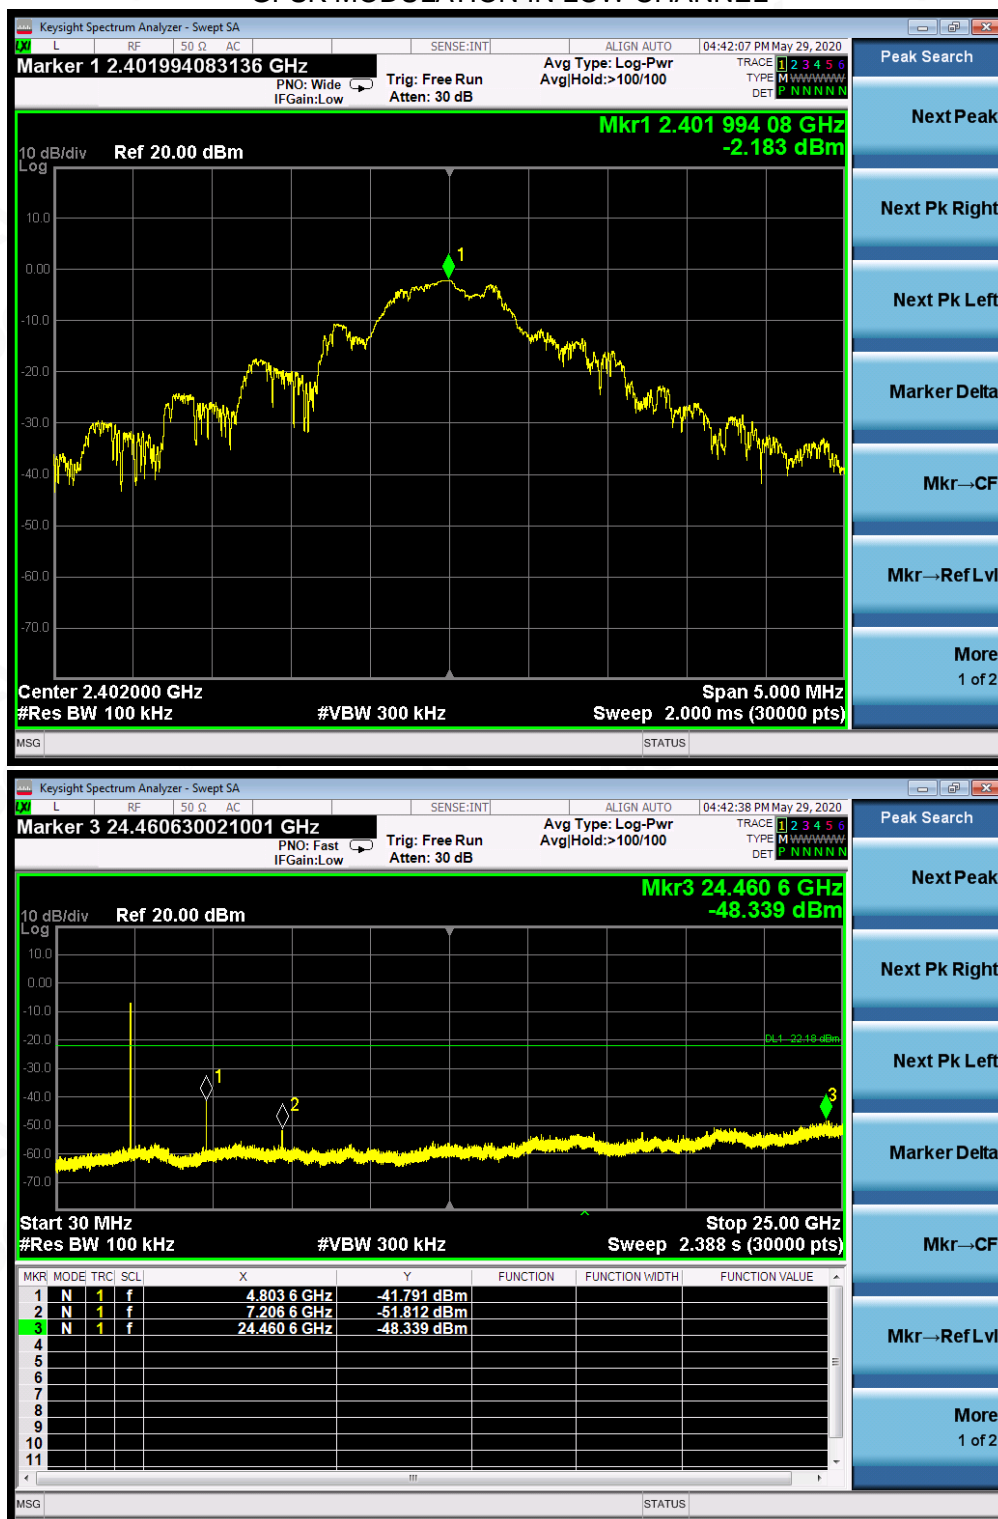 GFSK MODULATION IN LOW CHANNEL
Keysight Spectrum Analyzer - Swept SA
LXI L RF 50 Ω AC SENSE:INT ALIGN AUTO 04:42:07 PM May 29, 2020
Marker 1 2.401994083136 GHz
PNO: Wide
IFGain:Low
Trig: Free Run
Atten: 30 dB
Avg Type: Log-Pwr
Avg|Hold:>100/100
TRACE 1 2 3 4 5 6
TYPE M WWWWW
DET P N N N N N
Mkr1 2.401 994 08 GHz
-2.183 dBm
10 dB/div Ref 20.00 dBm
Log
10.0
0.00
-10.0
-20.0
-30.0
-40.0
-50.0
-60.0
-70.0
1
Center 2.402000 GHz Span 5.000 MHz
#Res BW 100 kHz #VBW 300 kHz Sweep 2.000 ms (30000 pts)
MSG STATUS
Peak Search
Next Peak
Next Pk Right
Next Pk Left
Marker Delta
Mkr→CF
Mkr→Ref Lvl
More
1 of 2
Keysight Spectrum Analyzer - Swept SA
LXI L RF 50 Ω AC SENSE:INT ALIGN AUTO 04:42:38 PM May 29, 2020
Marker 3 24.460630021001 GHz
PNO: Fast
IFGain:Low
Trig: Free Run
Atten: 30 dB
Avg Type: Log-Pwr
Avg|Hold:>100/100
TRACE 1 2 3 4 5 6
TYPE M WWWWW
DET P N N N N N
Mkr3 24.460 6 GHz
-48.339 dBm
10 dB/div Ref 20.00 dBm
Log
10.0
0.00
-10.0
-20.0
-30.0
-40.0
-50.0
-60.0
-70.0
DL1 -22.18 dBm
1
2
3
Start 30 MHz Stop 25.00 GHz
#Res BW 100 kHz #VBW 300 kHz Sweep 2.388 s (30000 pts)
MKR MODE TRC SCL X Y FUNCTION FUNCTION WIDTH FUNCTION VALUE
1 N 1 f 4.803 6 GHz -41.791 dBm
2 N 1 f 7.206 6 GHz -51.812 dBm
3 N 1 f 24.460 6 GHz -48.339 dBm
4
5
6
7
8
9
10
11
MSG STATUS
Peak Search
Next Peak
Next Pk Right
Next Pk Left
Marker Delta
Mkr→CF
Mkr→Ref Lvl
More
1 of 2